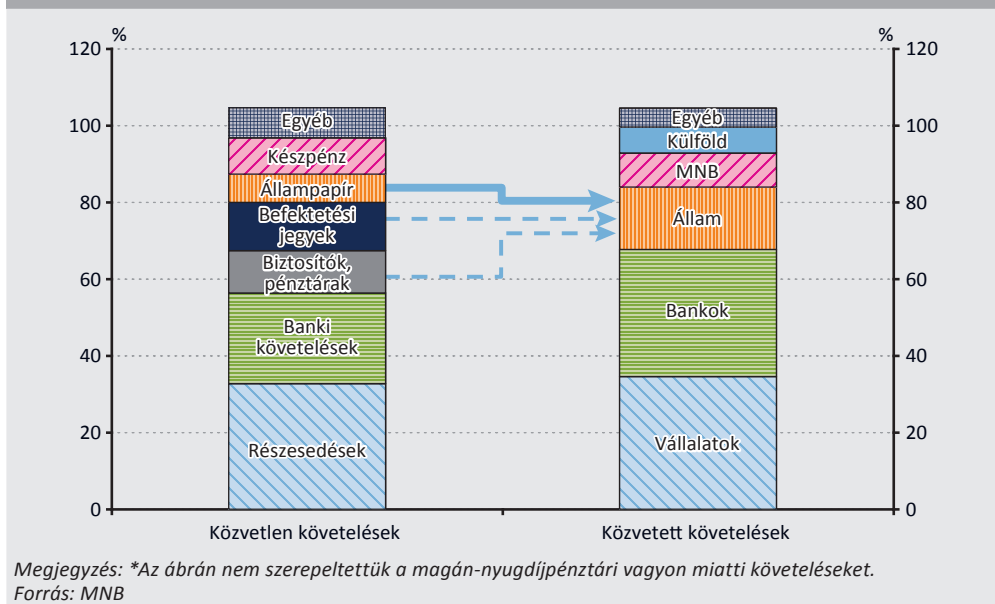 % %
120 120
100 100
80 80
60 60
40 40
20 20
0 0
Egyéb
Készpénz
Állampapír
Befektetési
jegyek
Biztosítók,
pénztárak
Banki
követelések
Részesedések
Egyéb
Külföld
MNB
Állam
Bankok
Vállalatok
Közvetlen követelések
Közvetett követelések
Megjegyzés: *Az ábrán nem szerepeltettük a magán-nyugdíjpénztári vagyon miatti követeléseket.
Forrás: MNB